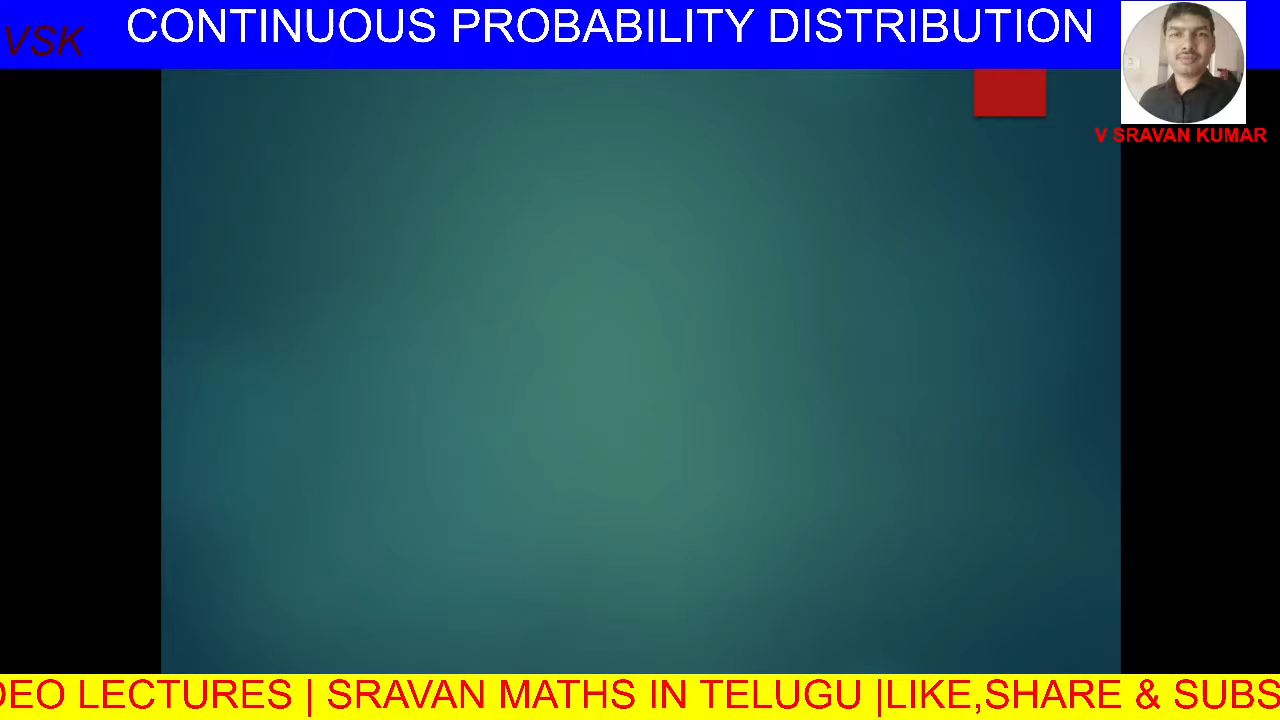 VSK
CONTINUOUS PROBABILITY DISTRIBUTION
V SRAVAN KUMAR
DEO LECTURES | SRAVAN MATHS IN TELUGU |LIKE,SHARE & SUBS